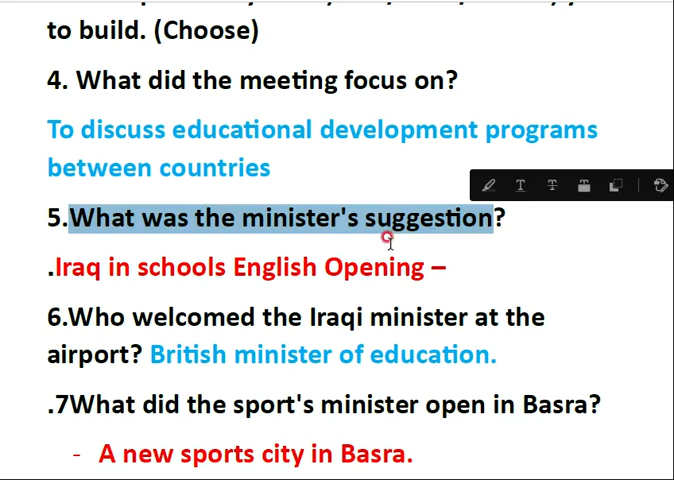 to build. (Choose)
4. What did the meeting focus on?
To discuss educational development programs
between countries
5.What was the minister's suggestion?
.Iraq in schools English Opening –
6.Who welcomed the Iraqi minister at the
airport? British minister of education.
.7What did the sport's minister open in Basra?
- A new sports city in Basra.